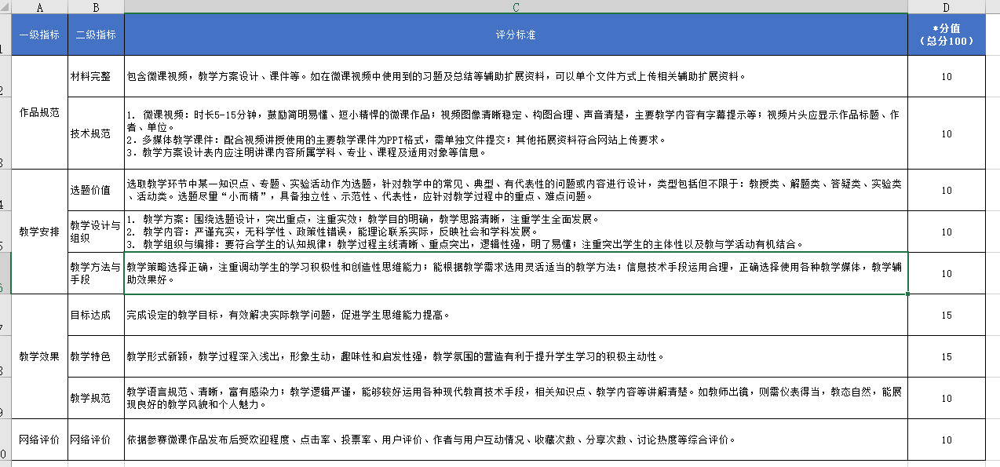 A B C D
一级指标 二级指标 评分标准 *分值
（总分100）
作品规范
材料完整 包含微课视频，教学方案设计、课件等。如在微课视频中使用到的习题及总结等辅助扩展资料，可以单个文件方式上传相关辅助扩展资料。 10
技术规范
1. 微课视频：时长5-15分钟，鼓励简明易懂、短小精悍的微课作品；视频图像清晰稳定、构图合理、声音清楚，主要教学内容有字幕提示等；视频片头应显示作品标题、作
者、单位。
2．多媒体教学课件：配合视频讲授使用的主要教学课件为PPT格式，需单独文件提交；其他拓展资料符合网站上传要求。
3．教学方案设计表内应注明讲课内容所属学科、专业、课程及适用对象等信息。
10
教学安排
选题价值
选取教学环节中某一知识点、专题、实验活动作为选题，针对教学中的常见、典型、有代表性的问题或内容进行设计，类型包括但不限于：教授类、解题类、答疑类、实验类
、活动类。选题尽量“小而精”，具备独立性、示范性、代表性，应针对教学过程中的重点、难点问题。
10
教学设计与
组织
1. 教学方案：围绕选题设计，突出重点，注重实效；教学目的明确，教学思路清晰，注重学生全面发展。
2. 教学内容：严谨充实，无科学性、政策性错误，能理论联系实际，反映社会和学科发展。
3. 教学组织与编排：要符合学生的认知规律；教学过程主线清晰、重点突出，逻辑性强，明了易懂；注重突出学生的主体性以及教与学活动有机结合。
10
教学方法与
手段
教学策略选择正确，注重调动学生的学习积极性和创造性思维能力；能根据教学需求选用灵活适当的教学方法；信息技术手段运用合理，正确选择使用各种教学媒体，教学辅
助效果好。
10
教学效果
目标达成 完成设定的教学目标，有效解决实际教学问题，促进学生思维能力提高。 15
教学特色 教学形式新颖，教学过程深入浅出，形象生动，趣味性和启发性强，教学氛围的营造有利于提升学生学习的积极主动性。 15
教学规范
教学语言规范、清晰，富有感染力；教学逻辑严谨，能够较好运用各种现代教育技术手段，相关知识点、教学内容等讲解清楚。如教师出镜，则需仪表得当，教态自然，能展
现良好的教学风貌和个人魅力。
10
网络评价 网络评价 依据参赛微课作品发布后受欢迎程度、点击率、投票率、用户评价、作者与用户互动情况、收藏次数、分享次数、讨论热度等综合评价。 10